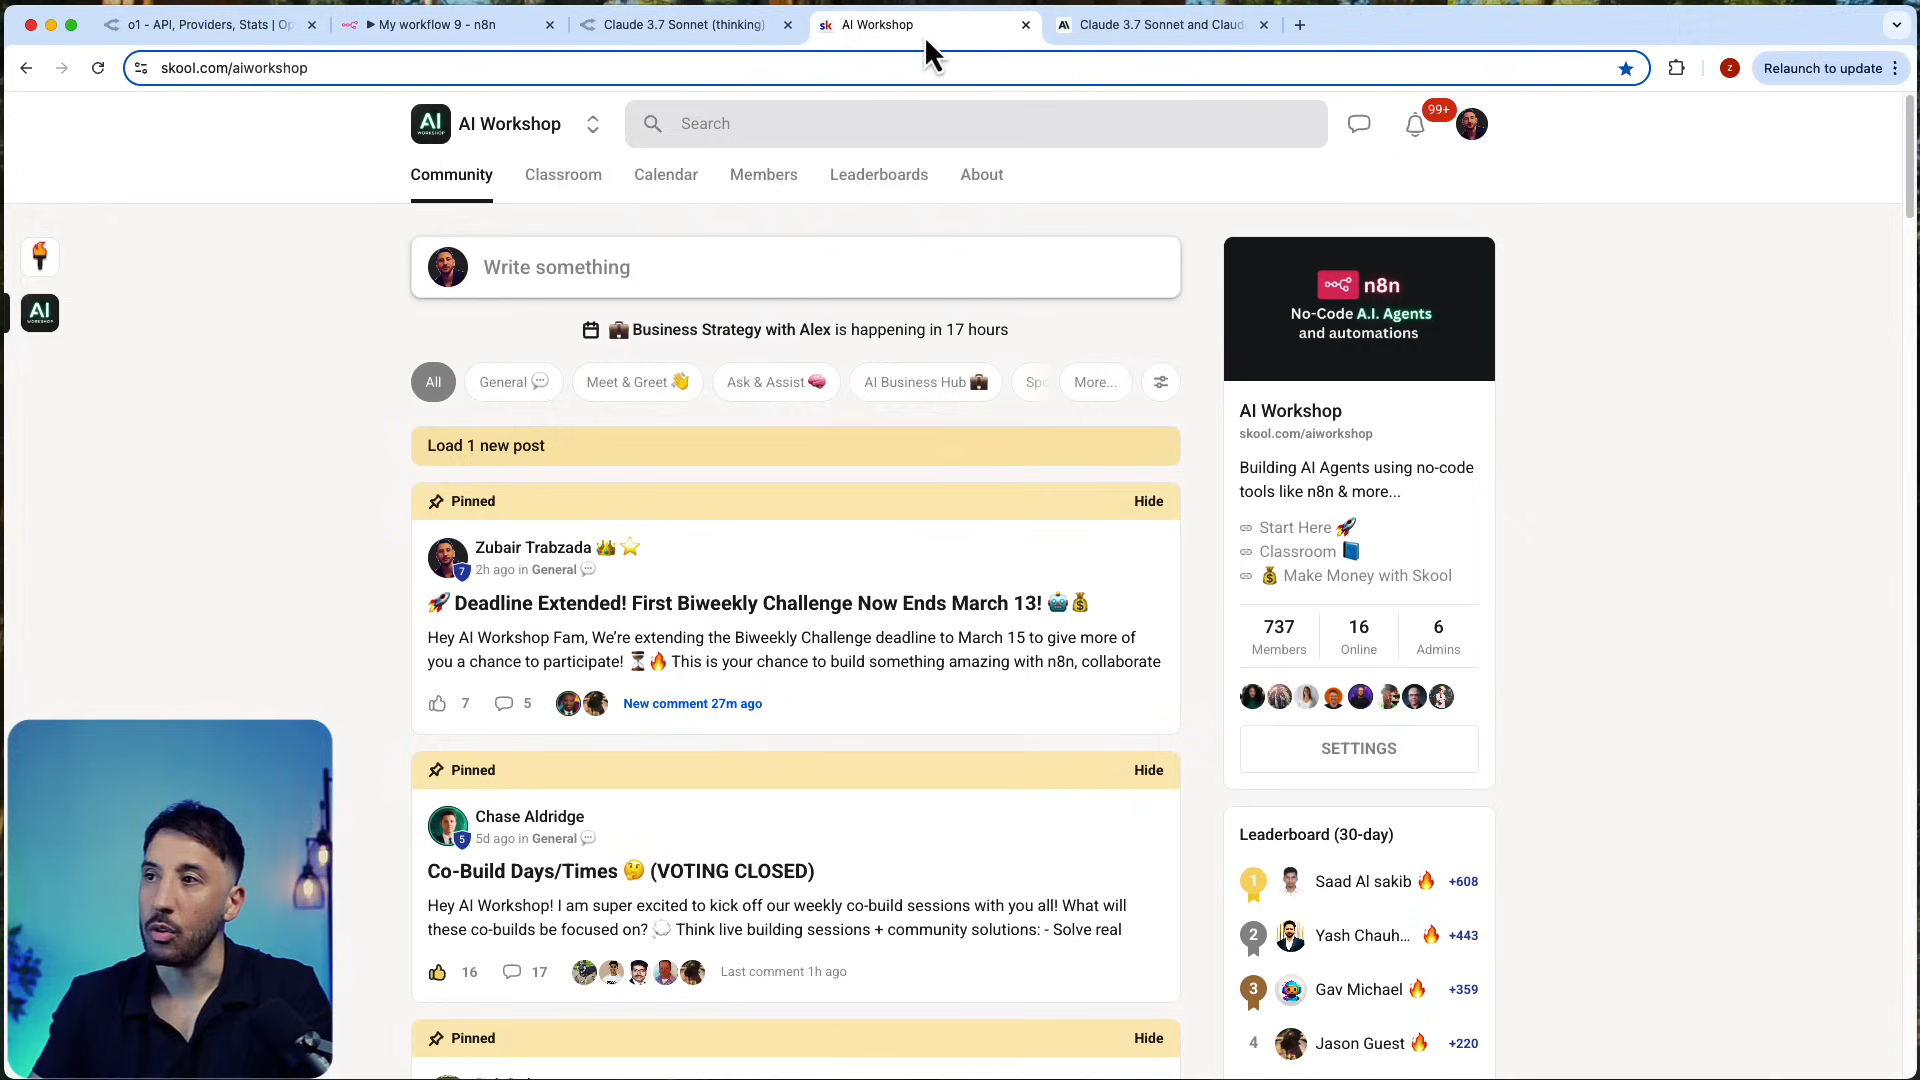 o1 - API, Providers, Stats | Op
My workflow 9 - n8n
Claude 3.7 Sonnet (thinking)
sk AI Workshop
Claude 3.7 Sonnet and Claud
skool.com/aiworkshop
z
Relaunch to update
AI
WORKSHOP
AI Workshop
Search
99+
Community
Classroom
Calendar
Members
Leaderboards
About
AI
WORKSHOP
Write something
Business Strategy with Alex is happening in 17 hours
All
General
Meet & Greet
Ask & Assist
AI Business Hub
Spo
More...
Load 1 new post
Pinned
Hide
Zubair Trabzada
7
2h ago in General
Deadline Extended! First Biweekly Challenge Now Ends March 13!
Hey AI Workshop Fam, We're extending the Biweekly Challenge deadline to March 15 to give more of
you a chance to participate! This is your chance to build something amazing with n8n, collaborate
7
5
New comment 27m ago
Pinned
Hide
Chase Aldridge
5
5d ago in General
Co-Build Days/Times (VOTING CLOSED)
Hey AI Workshop! I am super excited to kick off our weekly co-build sessions with you all! What will
these co-builds be focused on? Think live building sessions + community solutions: - Solve real
16
17
Last comment 1h ago
Pinned
Hide
n8n
No-Code A.I. Agents
and automations
AI Workshop
skool.com/aiworkshop
Building AI Agents using no-code
tools like n8n & more...
Start Here
Classroom
Make Money with Skool
737
Members
16
Online
6
Admins
SETTINGS
Leaderboard (30-day)
1 Saad Al sakib +608
2 Yash Chauh... +443
3 Gav Michael +359
4 Jason Guest +220